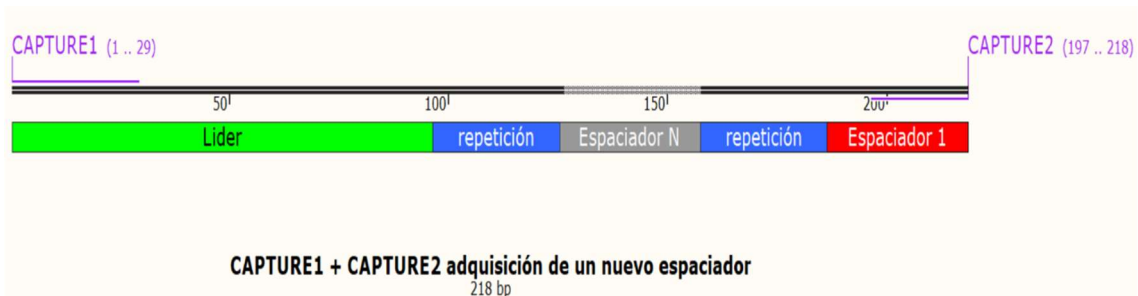 CAPTURE1 (1 .. 29)
CAPTURE2 (197 .. 218)
50 100 150 200
Lider repetición Espaciador N repetición Espaciador 1
CAPTURE1 + CAPTURE2 adquisición de un nuevo espaciador
218 bp